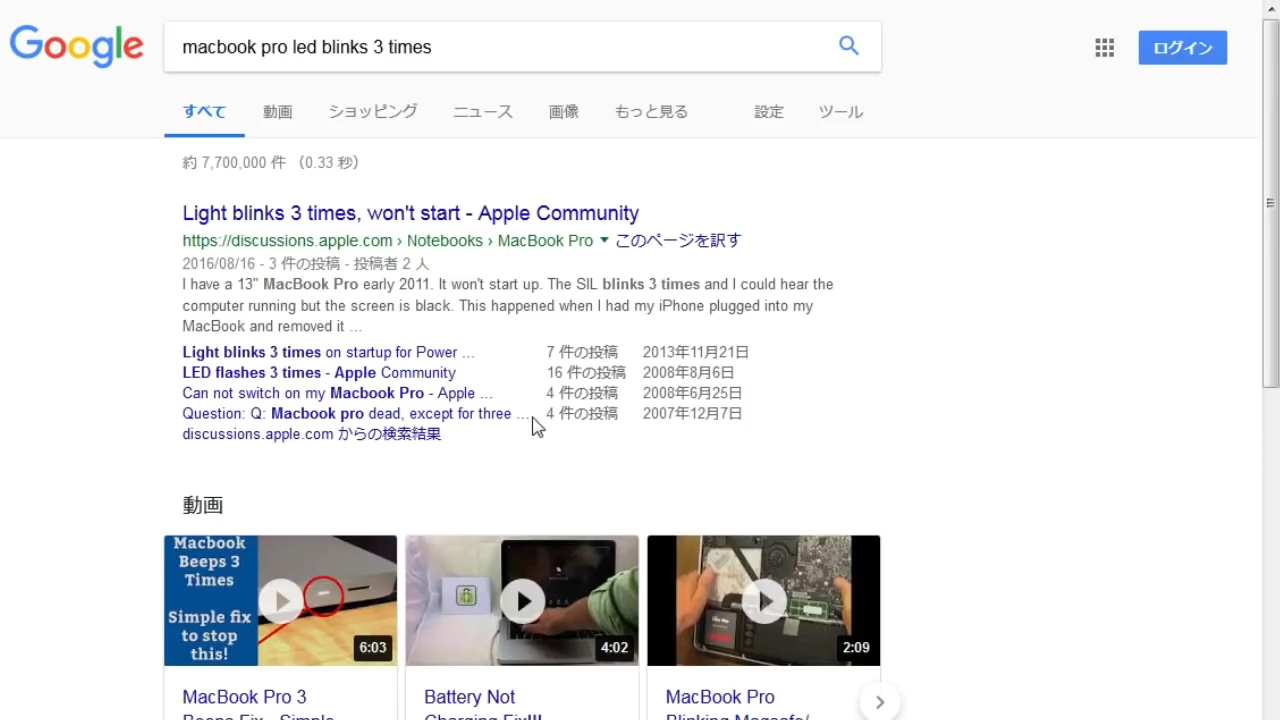 Google
macbook pro led blinks 3 times
ログイン
すべて 動画 ショッピング ニュース 画像 もっと見る 設定 ツール
約 7,700,000 件 （0.33 秒）
Light blinks 3 times, won't start - Apple Community
https://discussions.apple.com › Notebooks › MacBook Pro ▼ このページを訳す
2016/08/16 - 3 件の投稿 - 投稿者 2 人
I have a 13" MacBook Pro early 2011. It won't start up. The SIL blinks 3 times and I could hear the
computer running but the screen is black. This happened when I had my iPhone plugged into my
MacBook and removed it ...
Light blinks 3 times on startup for Power ... 7 件の投稿 2013年11月21日
LED flashes 3 times - Apple Community 16 件の投稿 2008年8月6日
Can not switch on my Macbook Pro - Apple ... 4 件の投稿 2008年6月25日
Question: Q: Macbook pro dead, except for three ... 4 件の投稿 2007年12月7日
discussions.apple.com からの検索結果
動画
Macbook
Beeps 3
Times
Simple fix
to stop
this!
6:03
4:02
2:09
MacBook Pro 3
Beeps Fix - Simple
Battery Not
Charging Fix!!!
MacBook Pro
Blinking Magsafe/